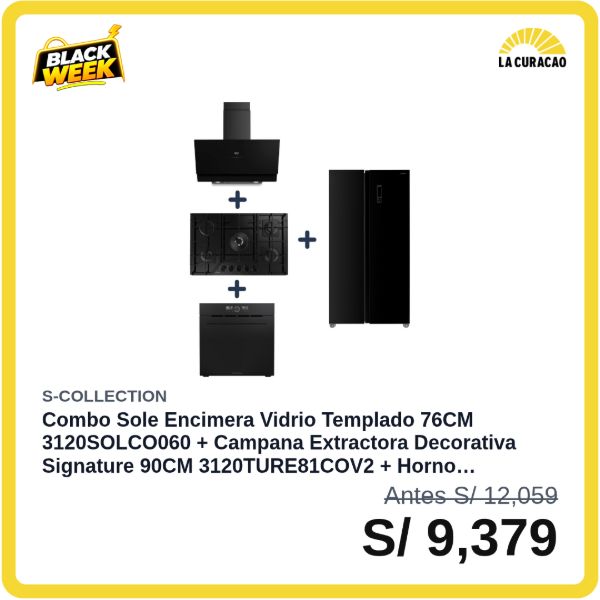 BLACK
WEEK
LA CURACAO
S-COLLECTION
Combo Sole Encimera Vidrio Templado 76CM
3120SOLCO060 + Campana Extractora Decorativa
Signature 90CM 3120TURE81COV2 + Horno…
Antes S/ 12,059
S/ 9,379